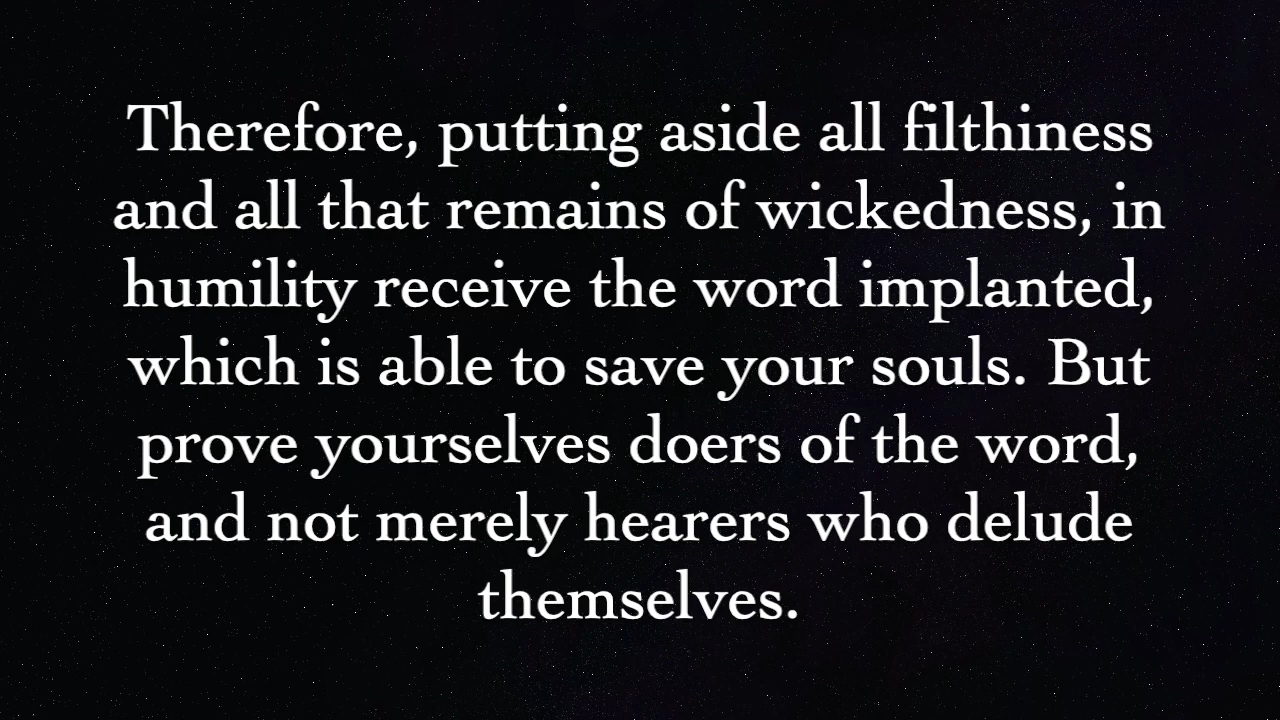 Therefore, putting aside all filthiness
and all that remains of wickedness, in
humility receive the word implanted,
which is able to save your souls. But
prove yourselves doers of the word,
and not merely hearers who delude
themselves.